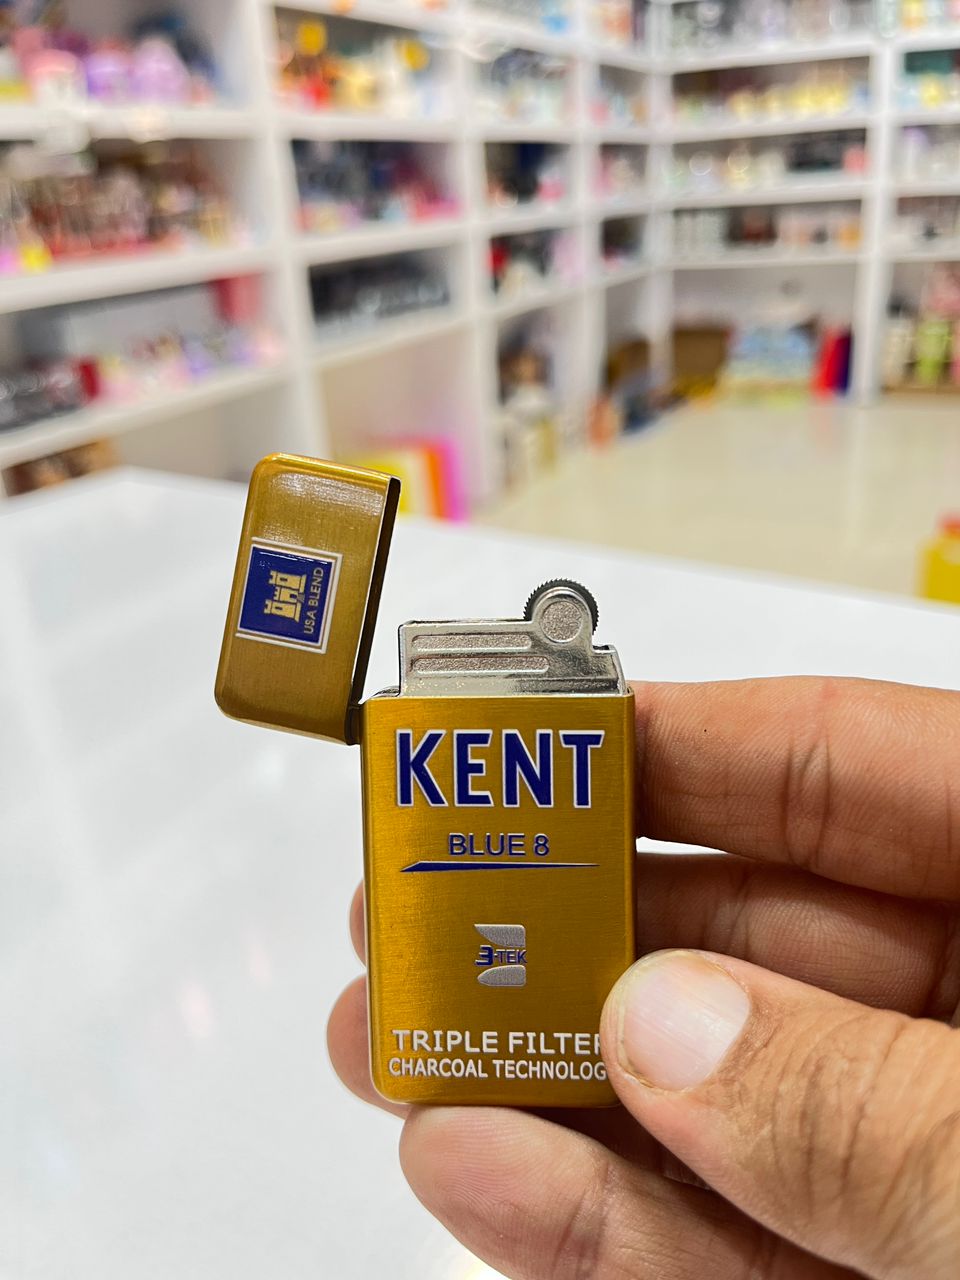 USA BLEND
KENT
BLUE 8
3-TEK
TRIPLE FILTER
CHARCOAL TECHNOLOG